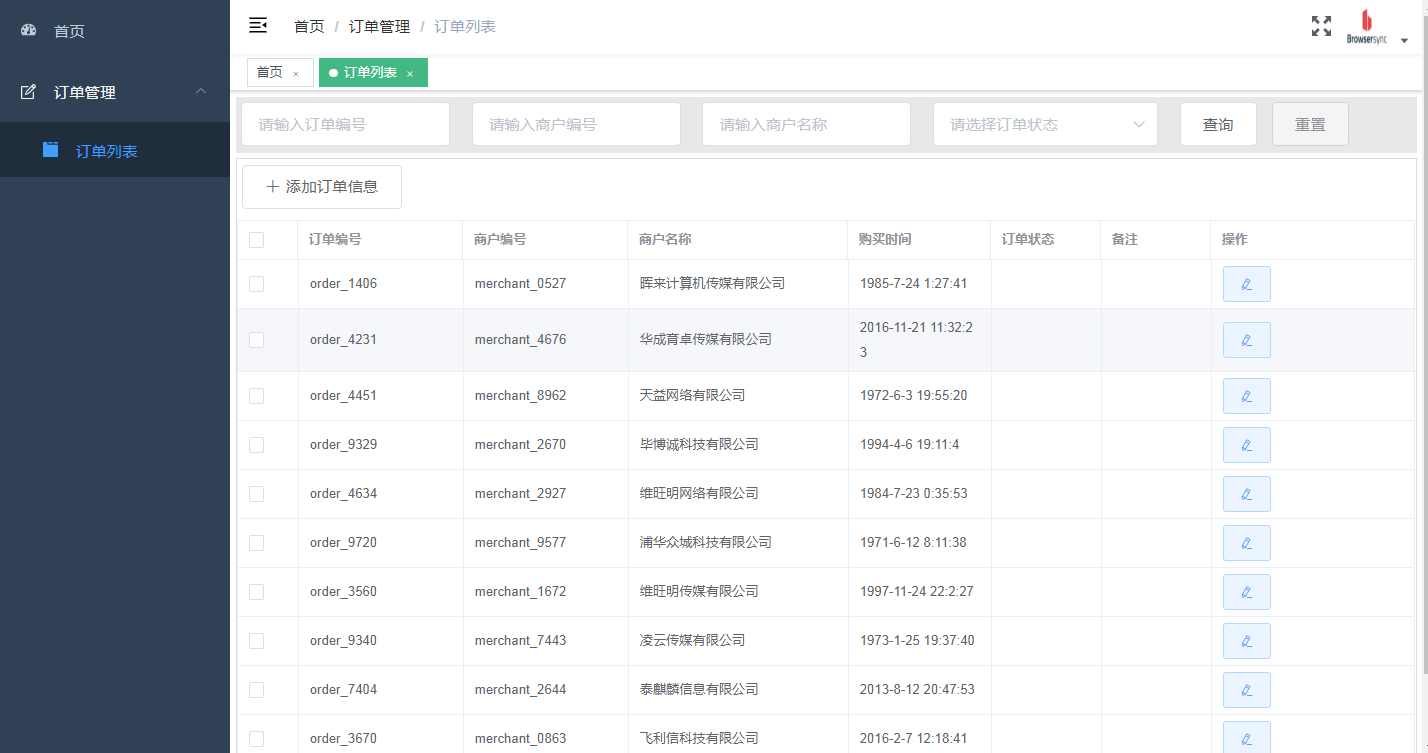 首页
订单管理
订单列表
首页 / 订单管理 / 订单列表
Browsersync
首页 ×
订单列表 ×
请输入订单编号 请输入商户编号 请输入商户名称 请选择订单状态 查询 重置
添加订单信息
订单编号 商户编号 商户名称 购买时间 订单状态 备注 操作
order_1406 merchant_0527 晖来计算机传媒有限公司 1985-7-24 1:27:41
order_4231 merchant_4676 华成育卓传媒有限公司 2016-11-21 11:32:2
3
order_4451 merchant_8962 天益网络有限公司 1972-6-3 19:55:20
order_9329 merchant_2670 毕博诚科技有限公司 1994-4-6 19:11:4
order_4634 merchant_2927 维旺明网络有限公司 1984-7-23 0:35:53
order_9720 merchant_9577 浦华众城科技有限公司 1971-6-12 8:11:38
order_3560 merchant_1672 维旺明传媒有限公司 1997-11-24 22:2:27
order_9340 merchant_7443 凌云传媒有限公司 1973-1-25 19:37:40
order_7404 merchant_2644 泰麒麟信息有限公司 2013-8-12 20:47:53
order_3670 merchant_0863 飞利信科技有限公司 2016-2-7 12:18:41